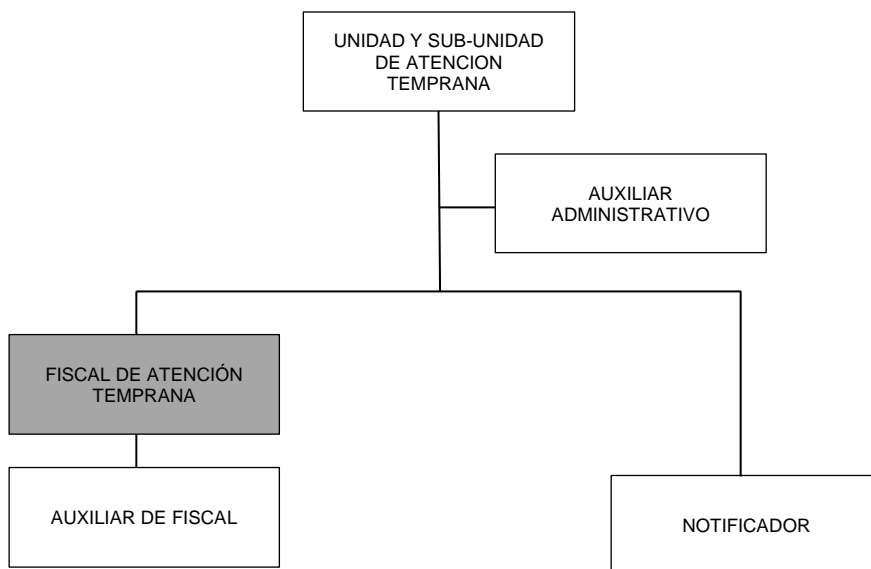 UNIDAD Y SUB-UNIDAD
DE ATENCION
TEMPRANA
AUXILIAR
ADMINISTRATIVO
FISCAL DE ATENCIÓN
TEMPRANA
AUXILIAR DE FISCAL
NOTIFICADOR